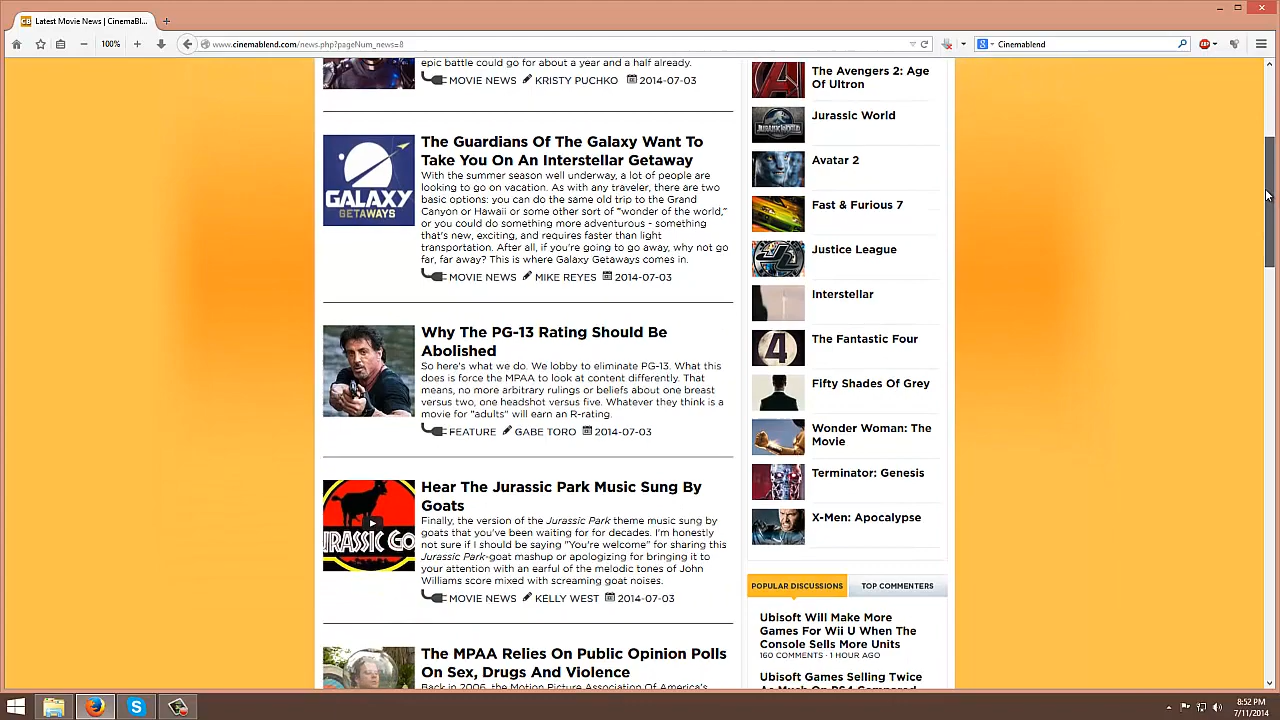 Latest Movie News | CinemaBl...
100%
www.cinemablend.com/news.php?pageNum_news=8
Cinemablend
epic battle could go for about a year and a half already.
MOVIE NEWS KRISTY PUCHKO 2014-07-03
GALAXY
GETAWAYS
The Guardians Of The Galaxy Want To
Take You On An Interstellar Getaway
With the summer season well underway, a lot of people are
looking to go on vacation. As with any traveler, there are two
basic options: you can do the same old trip to the Grand
Canyon or Hawaii or some other sort of "wonder of the world,"
or you could do something more adventurous - something
that's new, exciting, and requires faster than light
transportation. After all, if you're going to go away, why not go
far, far away? This is where Galaxy Getaways comes in.
MOVIE NEWS MIKE REYES 2014-07-03
Why The PG-13 Rating Should Be
Abolished
So here's what we do. We lobby to eliminate PG-13. What this
does is force the MPAA to look at content differently. That
means, no more arbitrary rulings or beliefs about one breast
versus two, one headshot versus five. Whatever they think is a
movie for "adults" will earn an R-rating.
FEATURE GABE TORO 2014-07-03
JRASSIC GO
Hear The Jurassic Park Music Sung By
Goats
Finally, the version of the Jurassic Park theme music sung by
goats that you've been waiting for for decades. I'm honestly
not sure if I should be saying "You're welcome" for sharing this
Jurassic Park-goat mashup or apologizing for bringing it to
your attention with an earful of the melodic tones of John
Williams score mixed with screaming goat noises.
MOVIE NEWS KELLY WEST 2014-07-03
The MPAA Relies On Public Opinion Polls
On Sex, Drugs And Violence
Back in 2006, the Motion Picture Association Of America's
The Avengers 2: Age
Of Ultron
Jurassic World
Avatar 2
Fast & Furious 7
Justice League
Interstellar
4
The Fantastic Four
Fifty Shades Of Grey
Wonder Woman: The
Movie
Terminator: Genesis
X-Men: Apocalypse
POPULAR DISCUSSIONS
TOP COMMENTERS
Ubisoft Will Make More
Games For Wii U When The
Console Sells More Units
160 COMMENTS · 1 HOUR AGO
Ubisoft Games Selling Twice
As Much On PS4 Compared
8:52 PM
7/11/2014